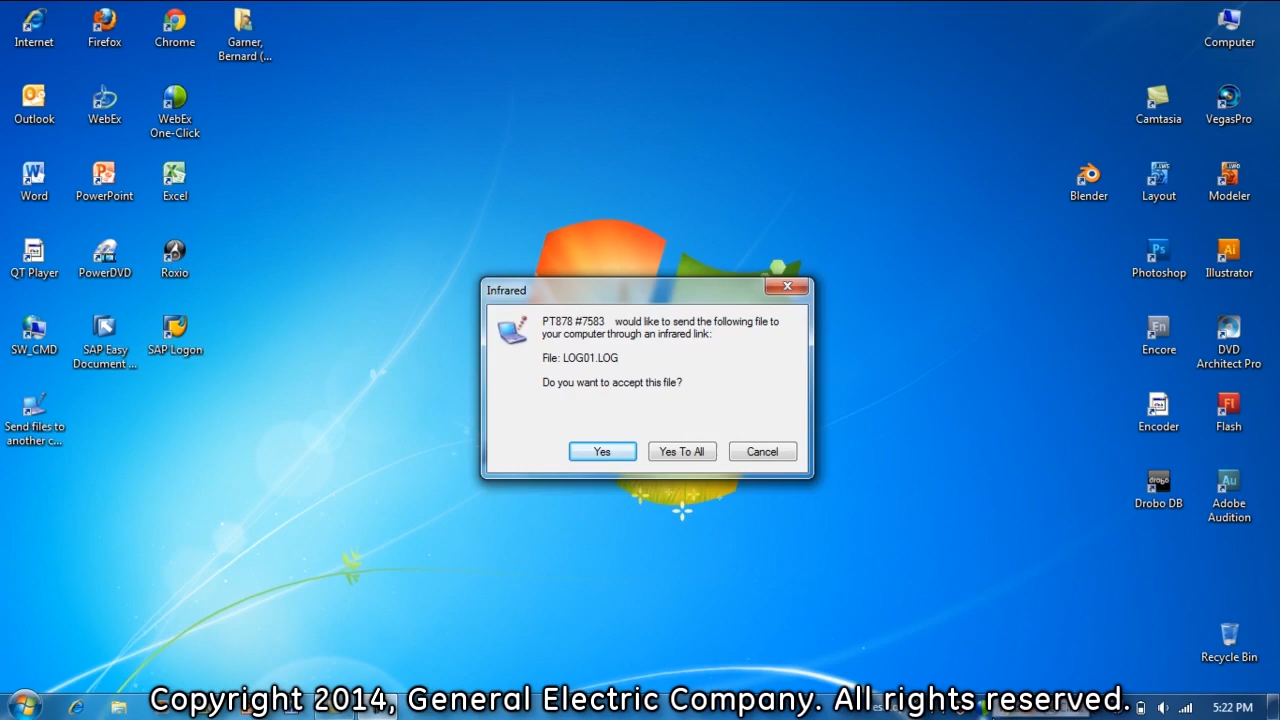 Internet
Firefox
Chrome
Garner,
Bernard (...
Computer
Outlook
WebEx
WebEx
One-Click
Camtasia
VegasPro
Word
PowerPoint
Excel
Blender
Layout
Modeler
QT Player
PowerDVD
Roxio
Photoshop
Illustrator
SW_CMD
SAP Easy
Document ...
SAP Logon
Encore
DVD
Architect Pro
Send files to
another c...
Encoder
Flash
Drobo DB
Adobe
Audition
Recycle Bin
Infrared
PT878 #7583 would like to send the following file to
your computer through an infrared link:
File: LOG01.LOG
Do you want to accept this file?
Yes
Yes To All
Cancel
Copyright 2014, General Electric Company. All rights reserved.
5:22 PM